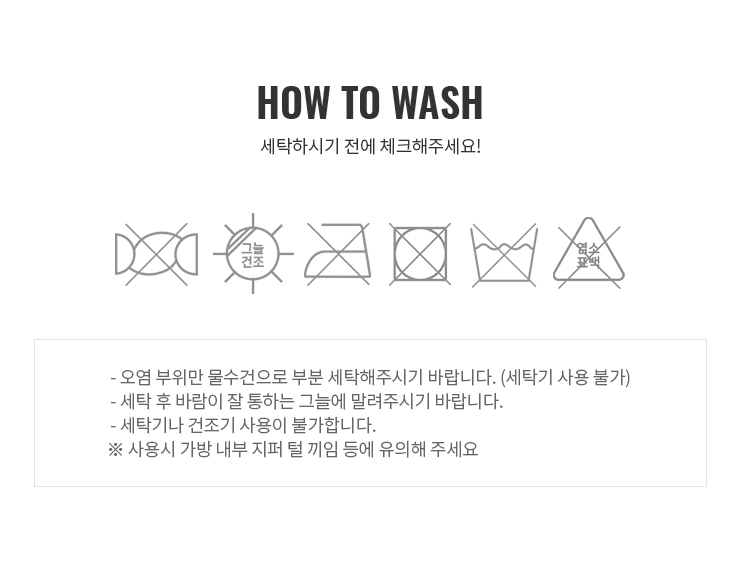 HOW TO WASH
세탁하시기 전에 체크해주세요!
그늘
건조
염소
표백
- 오염 부위만 물수건으로 부분 세탁해주시기 바랍니다. (세탁기 사용 불가)
- 세탁 후 바람이 잘 통하는 그늘에 말려주시기 바랍니다.
- 세탁기나 건조기 사용이 불가합니다.
※ 사용시 가방 내부 지퍼 털 끼임 등에 유의해 주세요